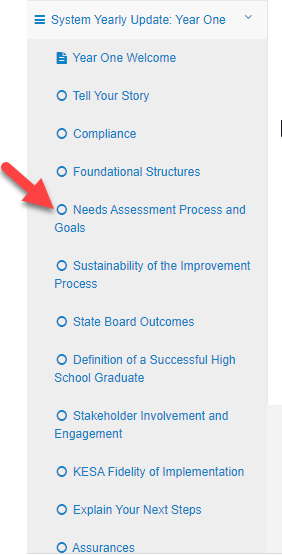 System Yearly Update: Year One
Year One Welcome
Tell Your Story
Compliance
Foundational Structures
Needs Assessment Process and
Goals
Sustainability of the Improvement
Process
State Board Outcomes
Definition of a Successful High
School Graduate
Stakeholder Involvement and
Engagement
KESA Fidelity of Implementation
Explain Your Next Steps
Assurances